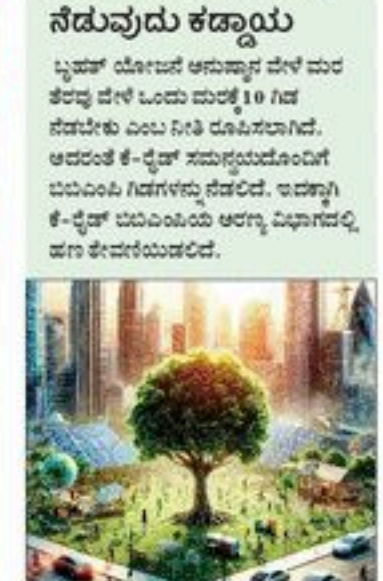 ನೆಡುವುದು ಕಡ್ಡಾಯ
ಬೃಹತ್ ಯೋಜನೆ ಅನುಷ್ಠಾನ ವೇಳೆ ಮರ
ತೆರವು ವೇಳೆ ಒಂದು ಮರಕ್ಕೆ 10 ಗಿಡ
ನೆಡಬೇಕು ಎಂಬ ನೀತಿ ರೂಪಿಸಲಾಗಿದೆ.
ಅದರಂತೆ ಕೆ-ರೈಡ್ ಸಮನ್ವಯದೊಂದಿಗೆ
ಬಿಬಿಎಂಪಿ ಗಿಡಗಳನ್ನು ನೆಡಲಿದೆ. ಇದಕ್ಕಾಗಿ
ಕೆ-ರೈಡ್ ಬಿಬಿಎಂಪಿಯ ಅರಣ್ಯ ವಿಭಾಗದಲ್ಲಿ
ಹಣ ಠೇವಣಿಯಿಡಲಿದೆ.